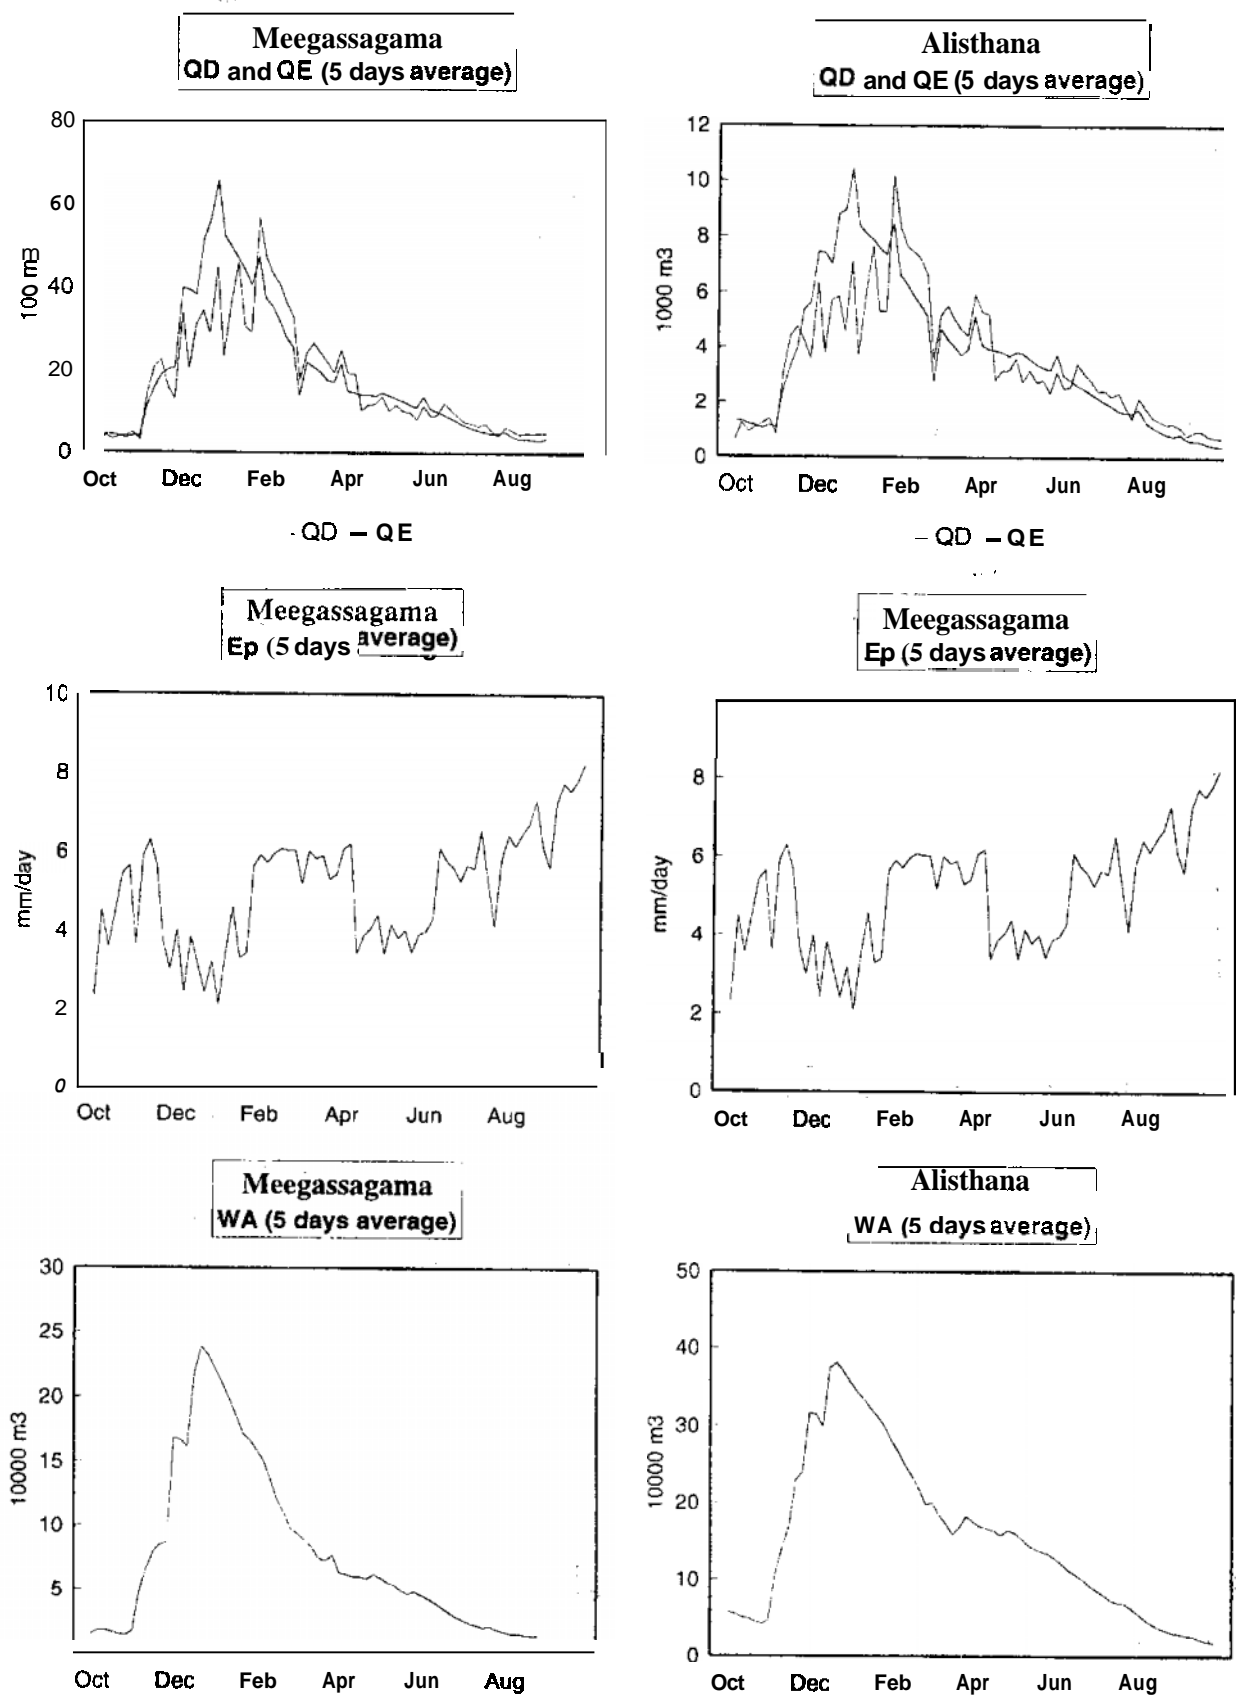 Meegassagama
QD and QE (5 days average)
80
60
40
20
0
100 m3
Oct Dec Feb Apr Jun Aug
- QD - QE
Alisthana
QD and QE (5 days average)
12
10
8
6
4
2
0
1000 m3
Oct Dec Feb Apr Jun Aug
- QD - QE
Meegassagama
Ep (5 days average)
10
8
6
4
2
0
mm/day
Oct Dec Feb Apr Jun Aug
Meegassagama
Ep (5 days average)
8
6
4
2
0
mm/day
Oct Dec Feb Apr Jun Aug
Meegassagama
WA (5 days average)
30
25
20
15
10
5
10000 m3
Oct Dec Feb Apr Jun Aug
Alisthana
WA (5 days average)
50
40
30
20
10
0
10000 m3
Oct Dec Feb Apr Jun Aug